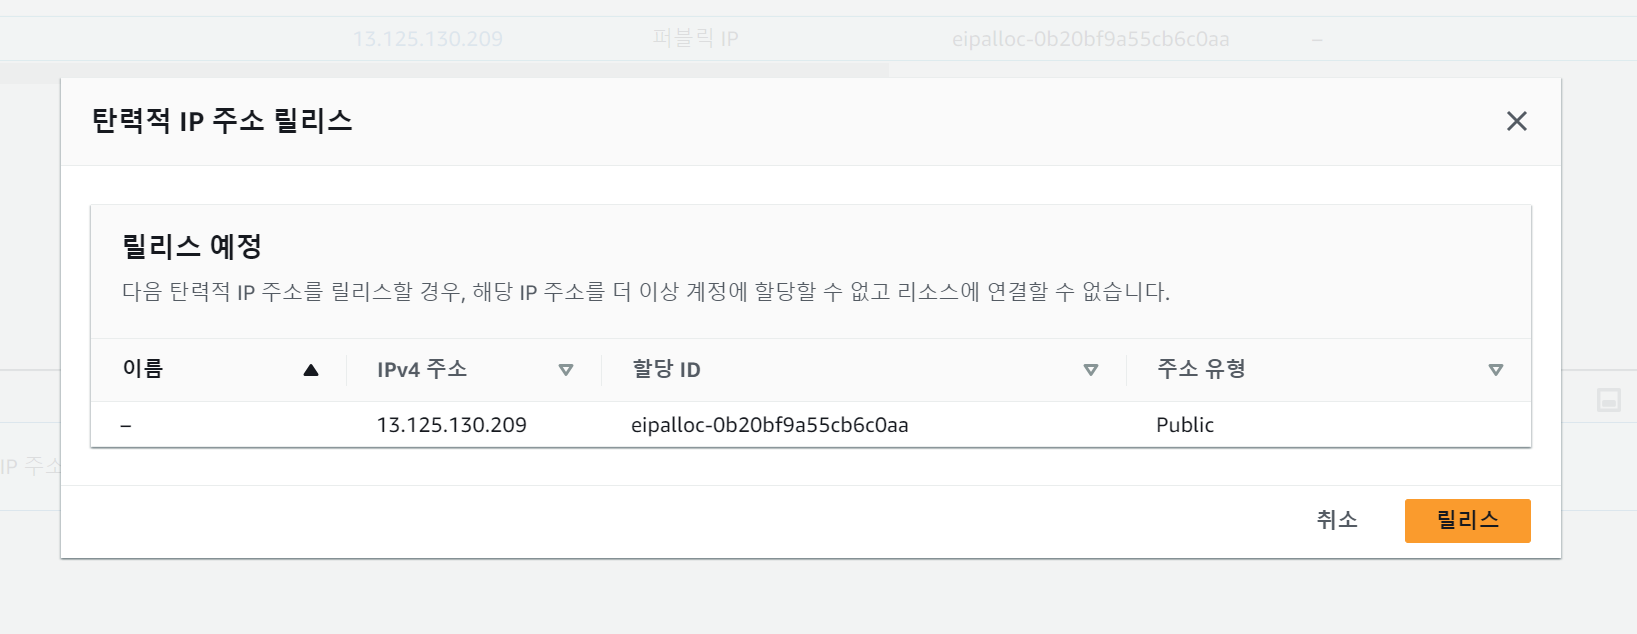 13.125.130.209 퍼블릭 IP eipalloc-0b20bf9a55cb6c0aa –
탄력적 IP 주소 릴리스
릴리스 예정
다음 탄력적 IP 주소를 릴리스할 경우, 해당 IP 주소를 더 이상 계정에 할당할 수 없고 리소스에 연결할 수 없습니다.
이름 IPv4 주소 할당 ID 주소 유형
– 13.125.130.209 eipalloc-0b20bf9a55cb6c0aa Public
IP 주소
취소 릴리스